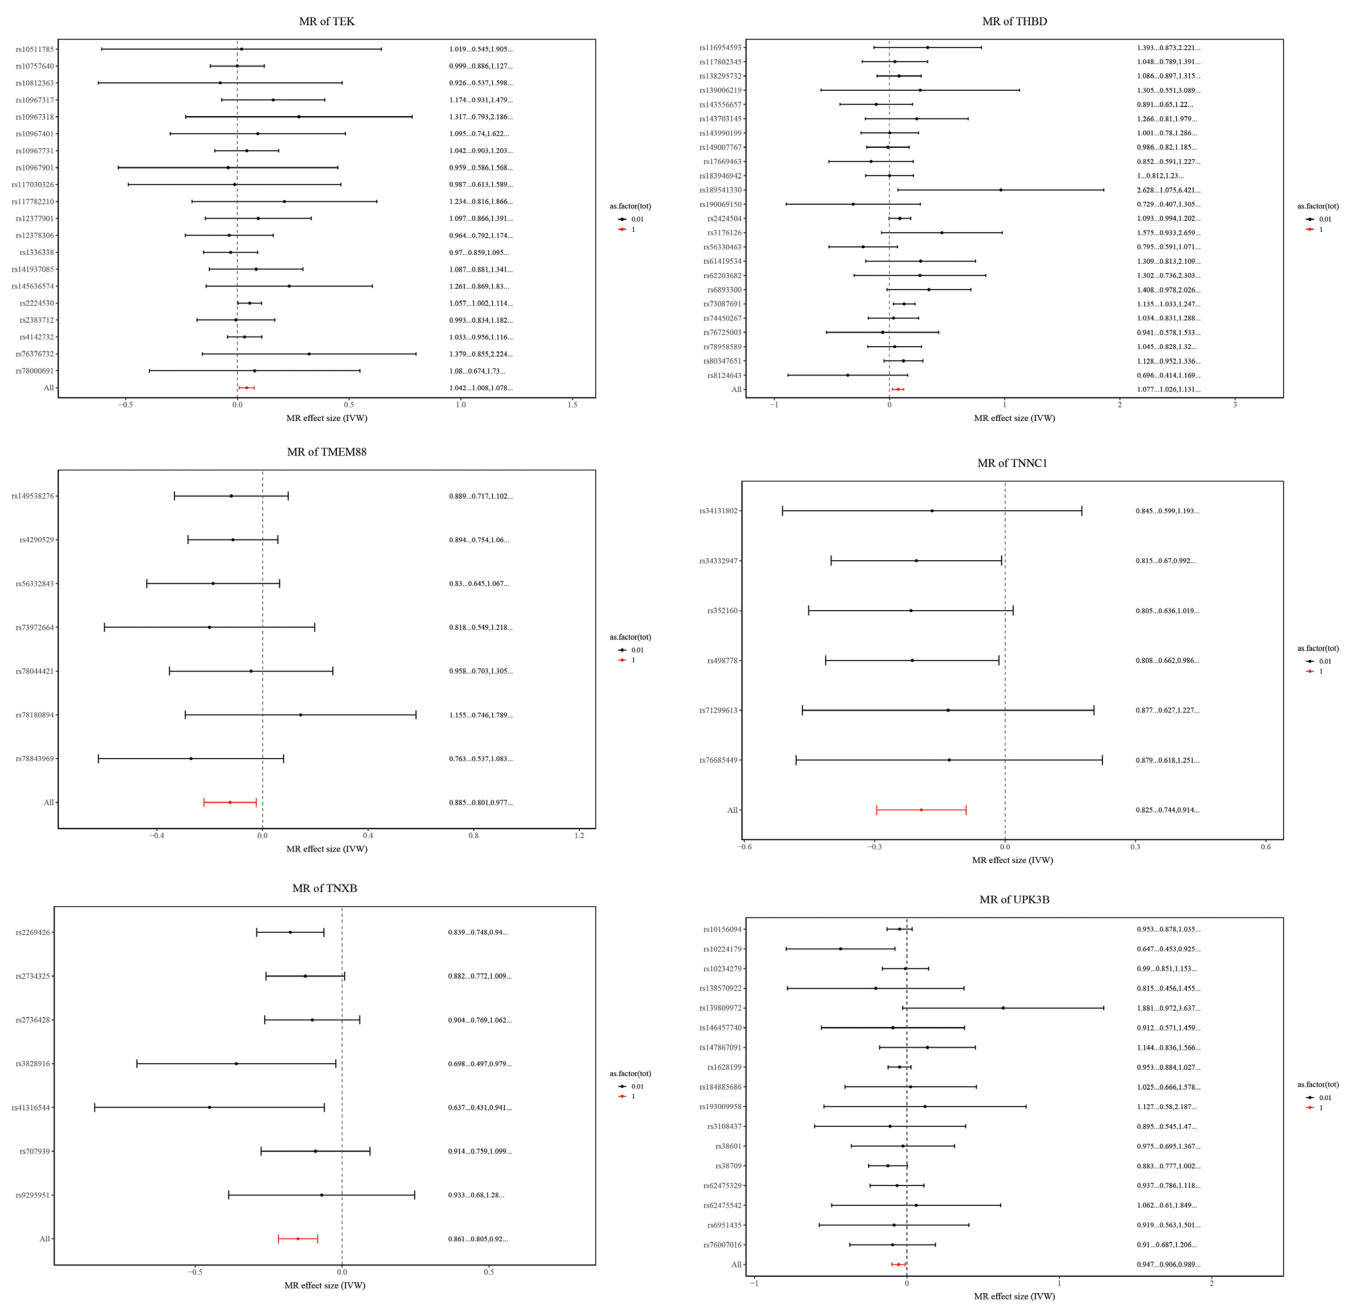 MR of TEK
rs10511785 1.019...0.545,1.905...
rs10757640 0.999...0.886,1.127...
rs10812363 0.926...0.537,1.598...
rs10967317 1.174...0.931,1.479...
rs10967318 1.317...0.793,2.186...
rs10967401 1.095...0.74,1.622...
rs10967731 1.042...0.903,1.203...
rs10967901 0.959...0.586,1.568...
rs117030326 0.987...0.613,1.589...
rs117782210 1.234...0.816,1.866...
rs12377901 1.097...0.866,1.391...
rs12378306 0.964...0.792,1.174...
rs1336338 0.97...0.859,1.095...
rs141937085 1.087...0.881,1.341...
rs145636574 1.261...0.869,1.83...
rs2224530 1.057...1.002,1.114...
rs2383712 0.993...0.834,1.182...
rs4142732 1.033...0.956,1.116...
rs76376732 1.379...0.855,2.224...
rs78000691 1.08...0.674,1.73...
All 1.042...1.008,1.078...
−0.5 0.0 0.5 1.0 1.5
MR effect size (IVW)
as.factor(tot)
0.01
1
MR of THBD
rs116954593 1.393...0.873,2.221...
rs117802345 1.048...0.789,1.391...
rs138295732 1.086...0.897,1.315...
rs139006219 1.305...0.551,3.089...
rs143556657 0.891...0.65,1.22...
rs143703145 1.266...0.81,1.979...
rs143990199 1.001...0.78,1.286...
rs149007767 0.986...0.82,1.185...
rs17669463 0.852...0.591,1.227...
rs183946942 1...0.812,1.23...
rs189541330 2.628...1.075,6.421...
rs190069150 0.729...0.407,1.305...
rs2424504 1.093...0.994,1.202...
rs3176126 1.575...0.933,2.659...
rs56330463 0.795...0.591,1.071...
rs61419534 1.309...0.813,2.109...
rs62203682 1.302...0.736,2.303...
rs6893300 1.408...0.978,2.026...
rs73087691 1.135...1.033,1.247...
rs74450267 1.034...0.831,1.288...
rs76725003 0.941...0.578,1.533...
rs78958589 1.045...0.828,1.32...
rs80347651 1.128...0.952,1.336...
rs8124643 0.696...0.414,1.169...
All 1.077...1.026,1.131...
−1 0 1 2 3
MR effect size (IVW)
as.factor(tot)
0.01
1
MR of TMEM88
rs149538276 0.889...0.717,1.102...
rs4290529 0.894...0.754,1.06...
rs56332843 0.83...0.645,1.067...
rs73972664 0.818...0.549,1.218...
rs78044421 0.958...0.703,1.305...
rs78180894 1.155...0.746,1.789...
rs78843969 0.763...0.537,1.083...
All 0.885...0.801,0.977...
−0.4 0.0 0.4 0.8 1.2
MR effect size (IVW)
as.factor(tot)
0.01
1
MR of TNNC1
rs34131802 0.845...0.599,1.193...
rs34332947 0.815...0.67,0.992...
rs352160 0.805...0.636,1.019...
rs498778 0.808...0.662,0.986...
rs71299613 0.877...0.627,1.227...
rs76685449 0.879...0.618,1.251...
All 0.825...0.744,0.914...
−0.6 −0.3 0.0 0.3 0.6
MR effect size (IVW)
as.factor(tot)
0.01
1
MR of TNXB
rs2269426 0.839...0.748,0.94...
rs2734325 0.882...0.772,1.009...
rs2736428 0.904...0.769,1.062...
rs3828916 0.698...0.497,0.979...
rs41316544 0.637...0.431,0.941...
rs707939 0.914...0.759,1.099...
rs9295951 0.933...0.68,1.28...
All 0.861...0.805,0.92...
−0.5 0.0 0.5
MR effect size (IVW)
as.factor(tot)
0.01
1
MR of UPK3B
rs10156094 0.953...0.878,1.035...
rs10224179 0.647...0.453,0.925...
rs10234279 0.99...0.851,1.153...
rs138570922 0.815...0.456,1.455...
rs139809972 1.881...0.972,3.637...
rs146457740 0.912...0.571,1.459...
rs147867091 1.144...0.836,1.566...
rs1628199 0.953...0.884,1.027...
rs184885686 1.025...0.666,1.578...
rs193009958 1.127...0.58,2.187...
rs3108437 0.895...0.545,1.47...
rs38601 0.975...0.695,1.367...
rs38709 0.883...0.777,1.002...
rs62475329 0.937...0.786,1.118...
rs62475542 1.062...0.61,1.849...
rs6951435 0.919...0.563,1.501...
rs76007016 0.91...0.687,1.206...
All 0.947...0.906,0.989...
−1 0 1 2
MR effect size (IVW)
as.factor(tot)
0.01
1